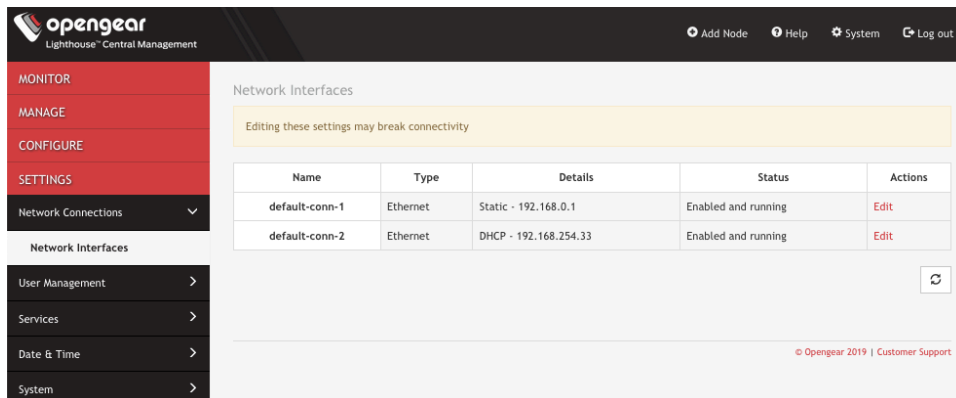 opengear
Lighthouse™ Central Management
Add Node Help System Log out
MONITOR
MANAGE
CONFIGURE
SETTINGS
Network Connections
Network Interfaces
User Management
Services
Date & Time
System
Network Interfaces
Editing these settings may break connectivity
Name Type Details Status Actions
default-conn-1 Ethernet Static - 192.168.0.1 Enabled and running Edit
default-conn-2 Ethernet DHCP - 192.168.254.33 Enabled and running Edit
© Opengear 2019 | Customer Support